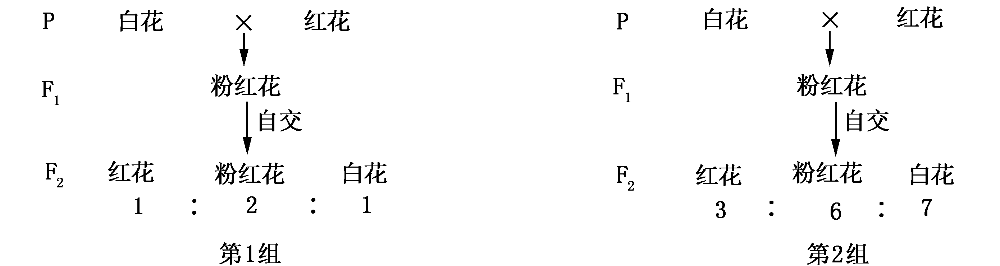 P 白花 × 红花
F₁ 粉红花
自交
F₂ 红花 粉红花 白花
1 : 2 : 1
第1组
P 白花 × 红花
F₁ 粉红花
自交
F₂ 红花 粉红花 白花
3 : 6 : 7
第2组